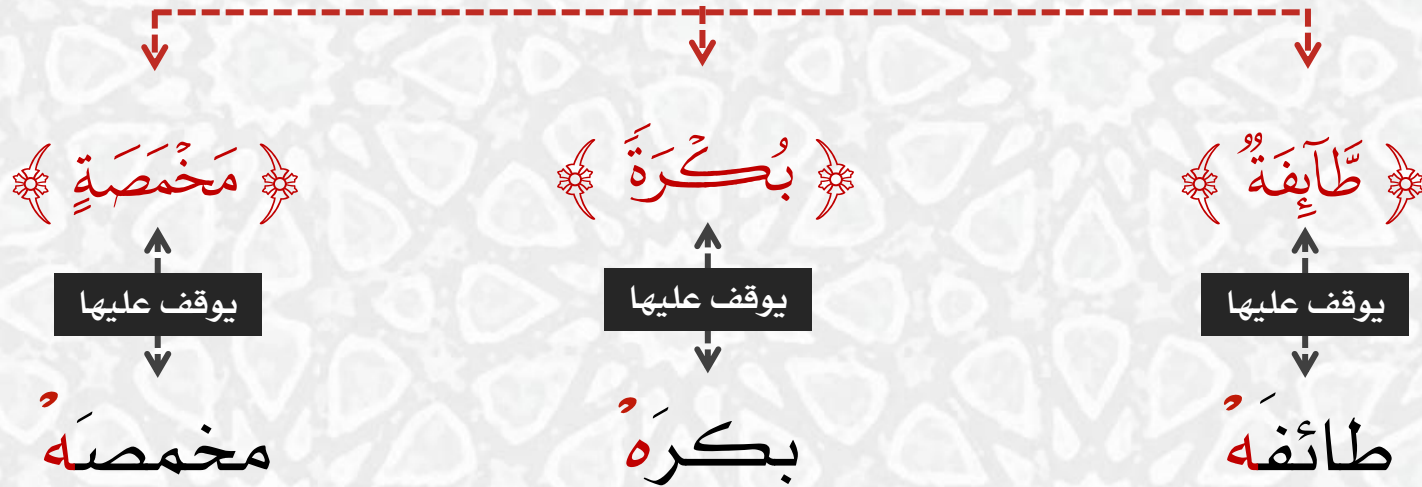 ﴿ طَّآئِفَةٌ ﴾ ﴿ بُكْرَةً ﴾ ﴿ مَخْمَصَةٍ ﴾
يوقف عليها يوقف عليها يوقف عليها
طائفَهْ بكرَهْ مخمصَهْ